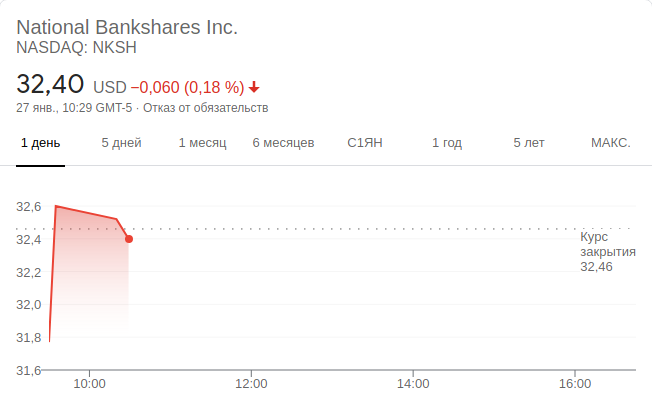 National Bankshares Inc.
NASDAQ: NKSH
32,40 USD −0,060 (0,18 %)
27 янв., 10:29 GMT-5 · Отказ от обязательств
1 день 5 дней 1 месяц 6 месяцев С1ЯН 1 год 5 лет МАКС.
32,6
32,4
32,2
32,0
31,8
31,6
Курс
закрытия
32,46
10:00 12:00 14:00 16:00